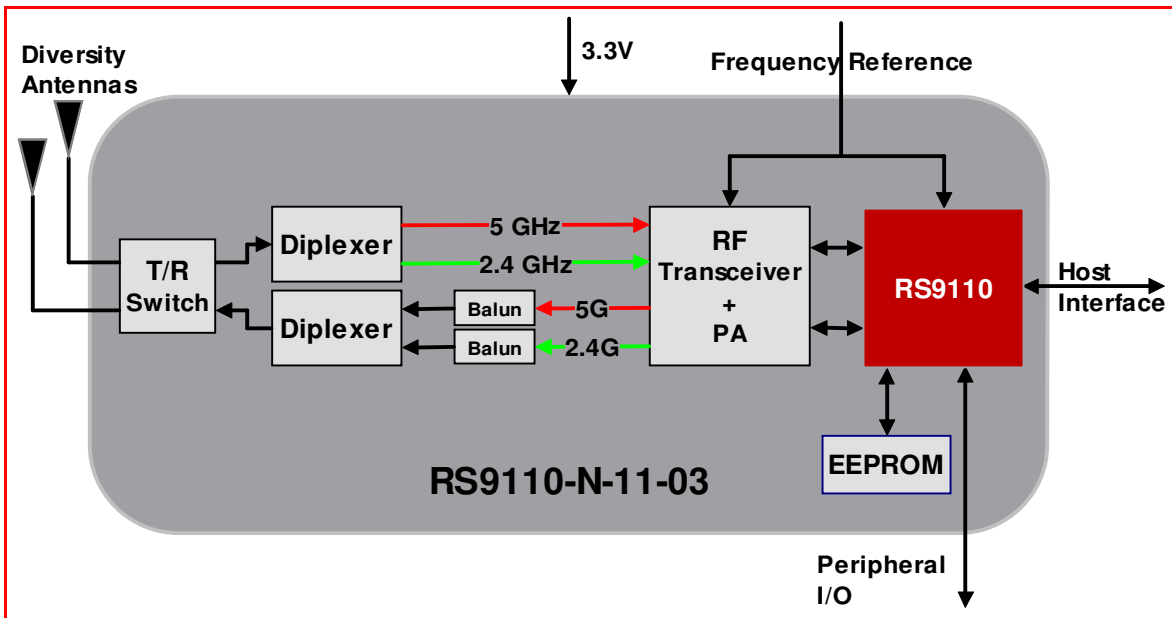 Diversity
Antennas
3.3V
Frequency Reference
T/R
Switch
Diplexer
5 GHz
2.4 GHz
Diplexer
Balun
5G
Balun
2.4G
RF
Transceiver
+
PA
RS9110
Host
Interface
EEPROM
RS9110-N-11-03
Peripheral
I/O